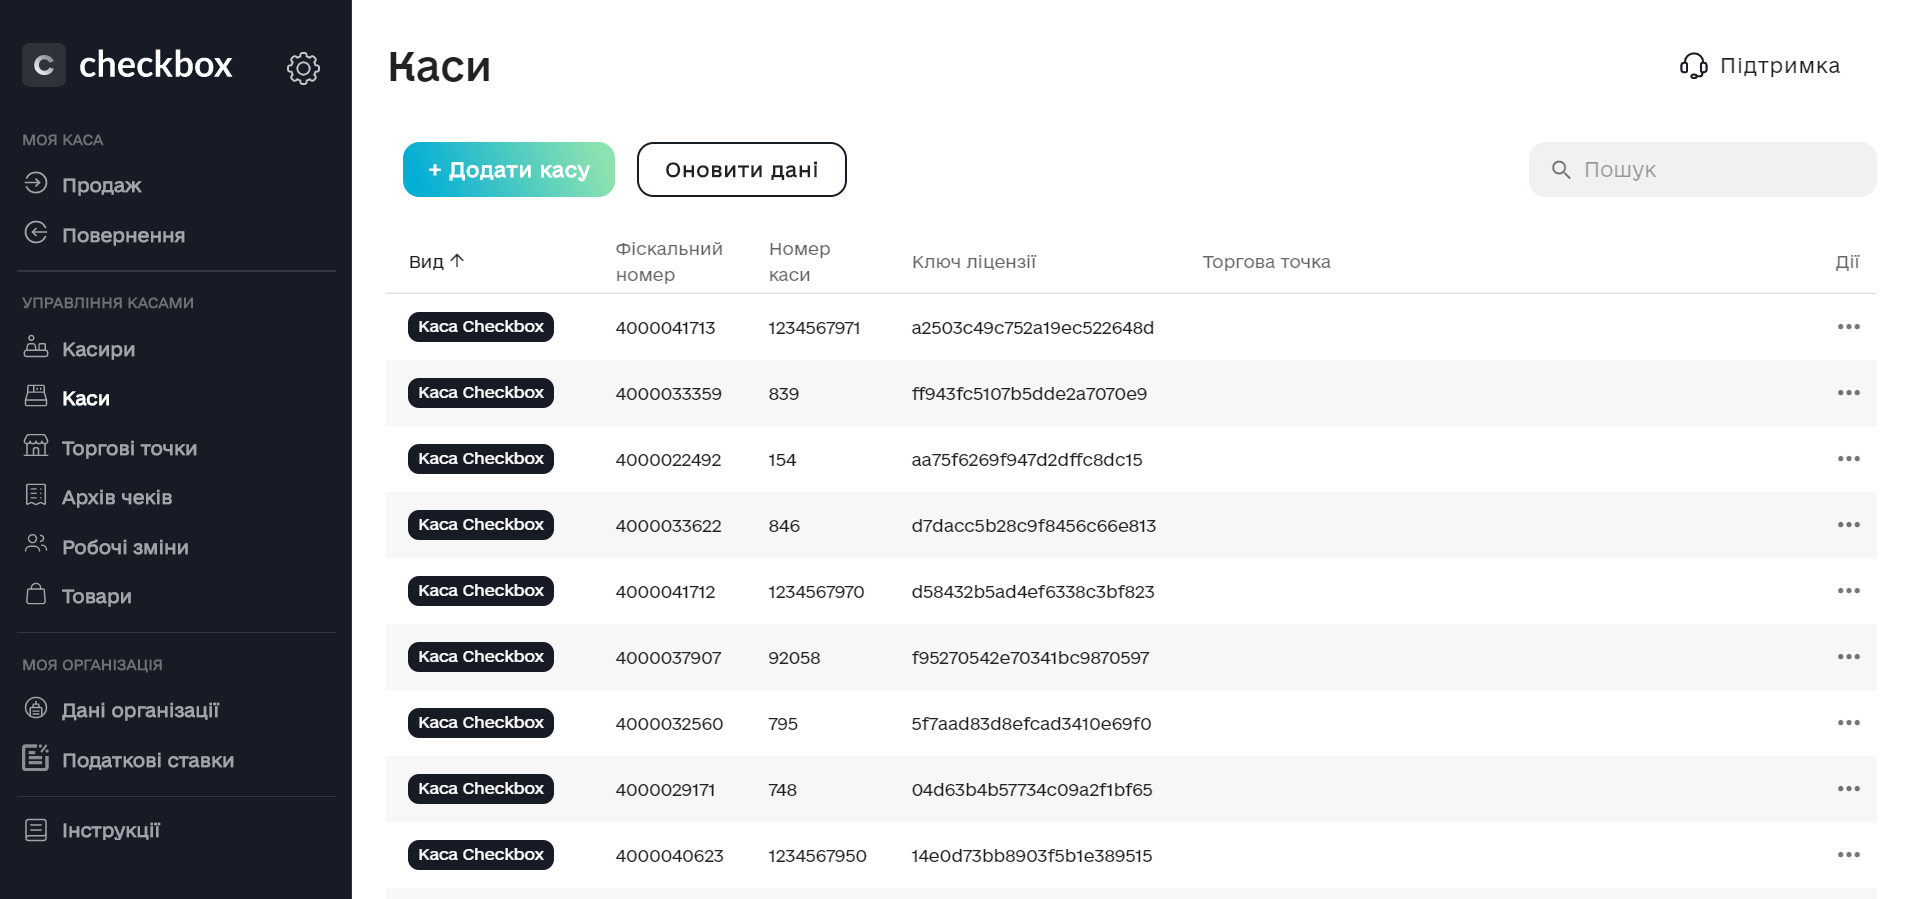 C checkbox
МОЯ КАСА
Продаж
Повернення
УПРАВЛІННЯ КАСАМИ
Касири
Каси
Торгові точки
Архів чеків
Робочі зміни
Товари
МОЯ ОРГАНІЗАЦІЯ
Дані організації
Податкові ставки
Інструкції
Каси
Підтримка
+ Додати касу
Оновити дані
Пошук
Вид Фіскальний номер Номер каси Ключ ліцензії Торгова точка Дії
Каса Checkbox 4000041713 1234567971 a2503c49c752a19ec522648d
Каса Checkbox 4000033359 839 ff943fc5107b5dde2a7070e9
Каса Checkbox 4000022492 154 aa75f6269f947d2dffc8dc15
Каса Checkbox 4000033622 846 d7dacc5b28c9f8456c66e813
Каса Checkbox 4000041712 1234567970 d58432b5ad4ef6338c3bf823
Каса Checkbox 4000037907 92058 f95270542e70341bc9870597
Каса Checkbox 4000032560 795 5f7aad83d8efcad3410e69f0
Каса Checkbox 4000029171 748 04d63b4b57734c09a2f1bf65
Каса Checkbox 4000040623 1234567950 14e0d73bb8903f5b1e389515